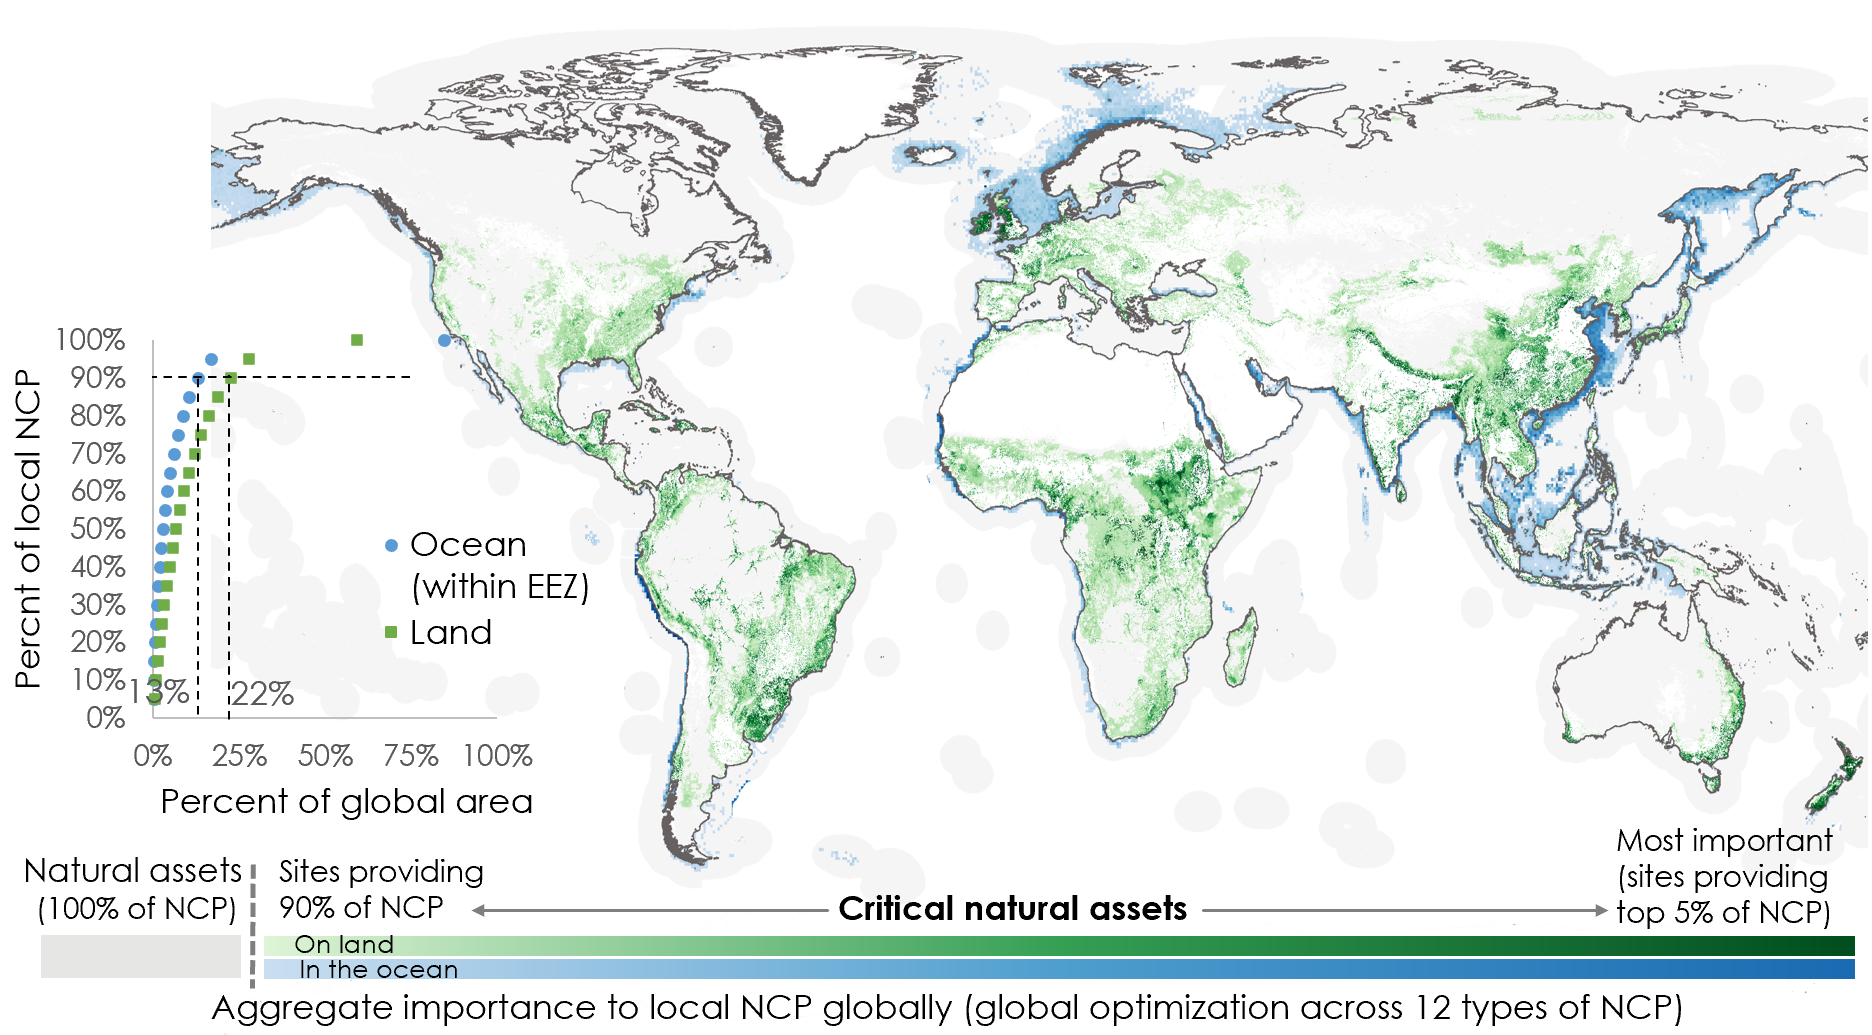 100%
90%
80%
70%
60%
50%
40%
30%
20%
10%
0%
Percnt of local NCP
13%
22%
0% 25% 50% 75% 100%
Percent of global area
Ocean
(within EEZ)
Land
Natural assets
(100% of NCP)
Sites providing
90% of NCP
Critical natural assets
Most important
(sites providing
top 5% of NCP)
On land
In the ocean
Aggregate importance to local NCP globally (global optimization across 12 types of NCP)